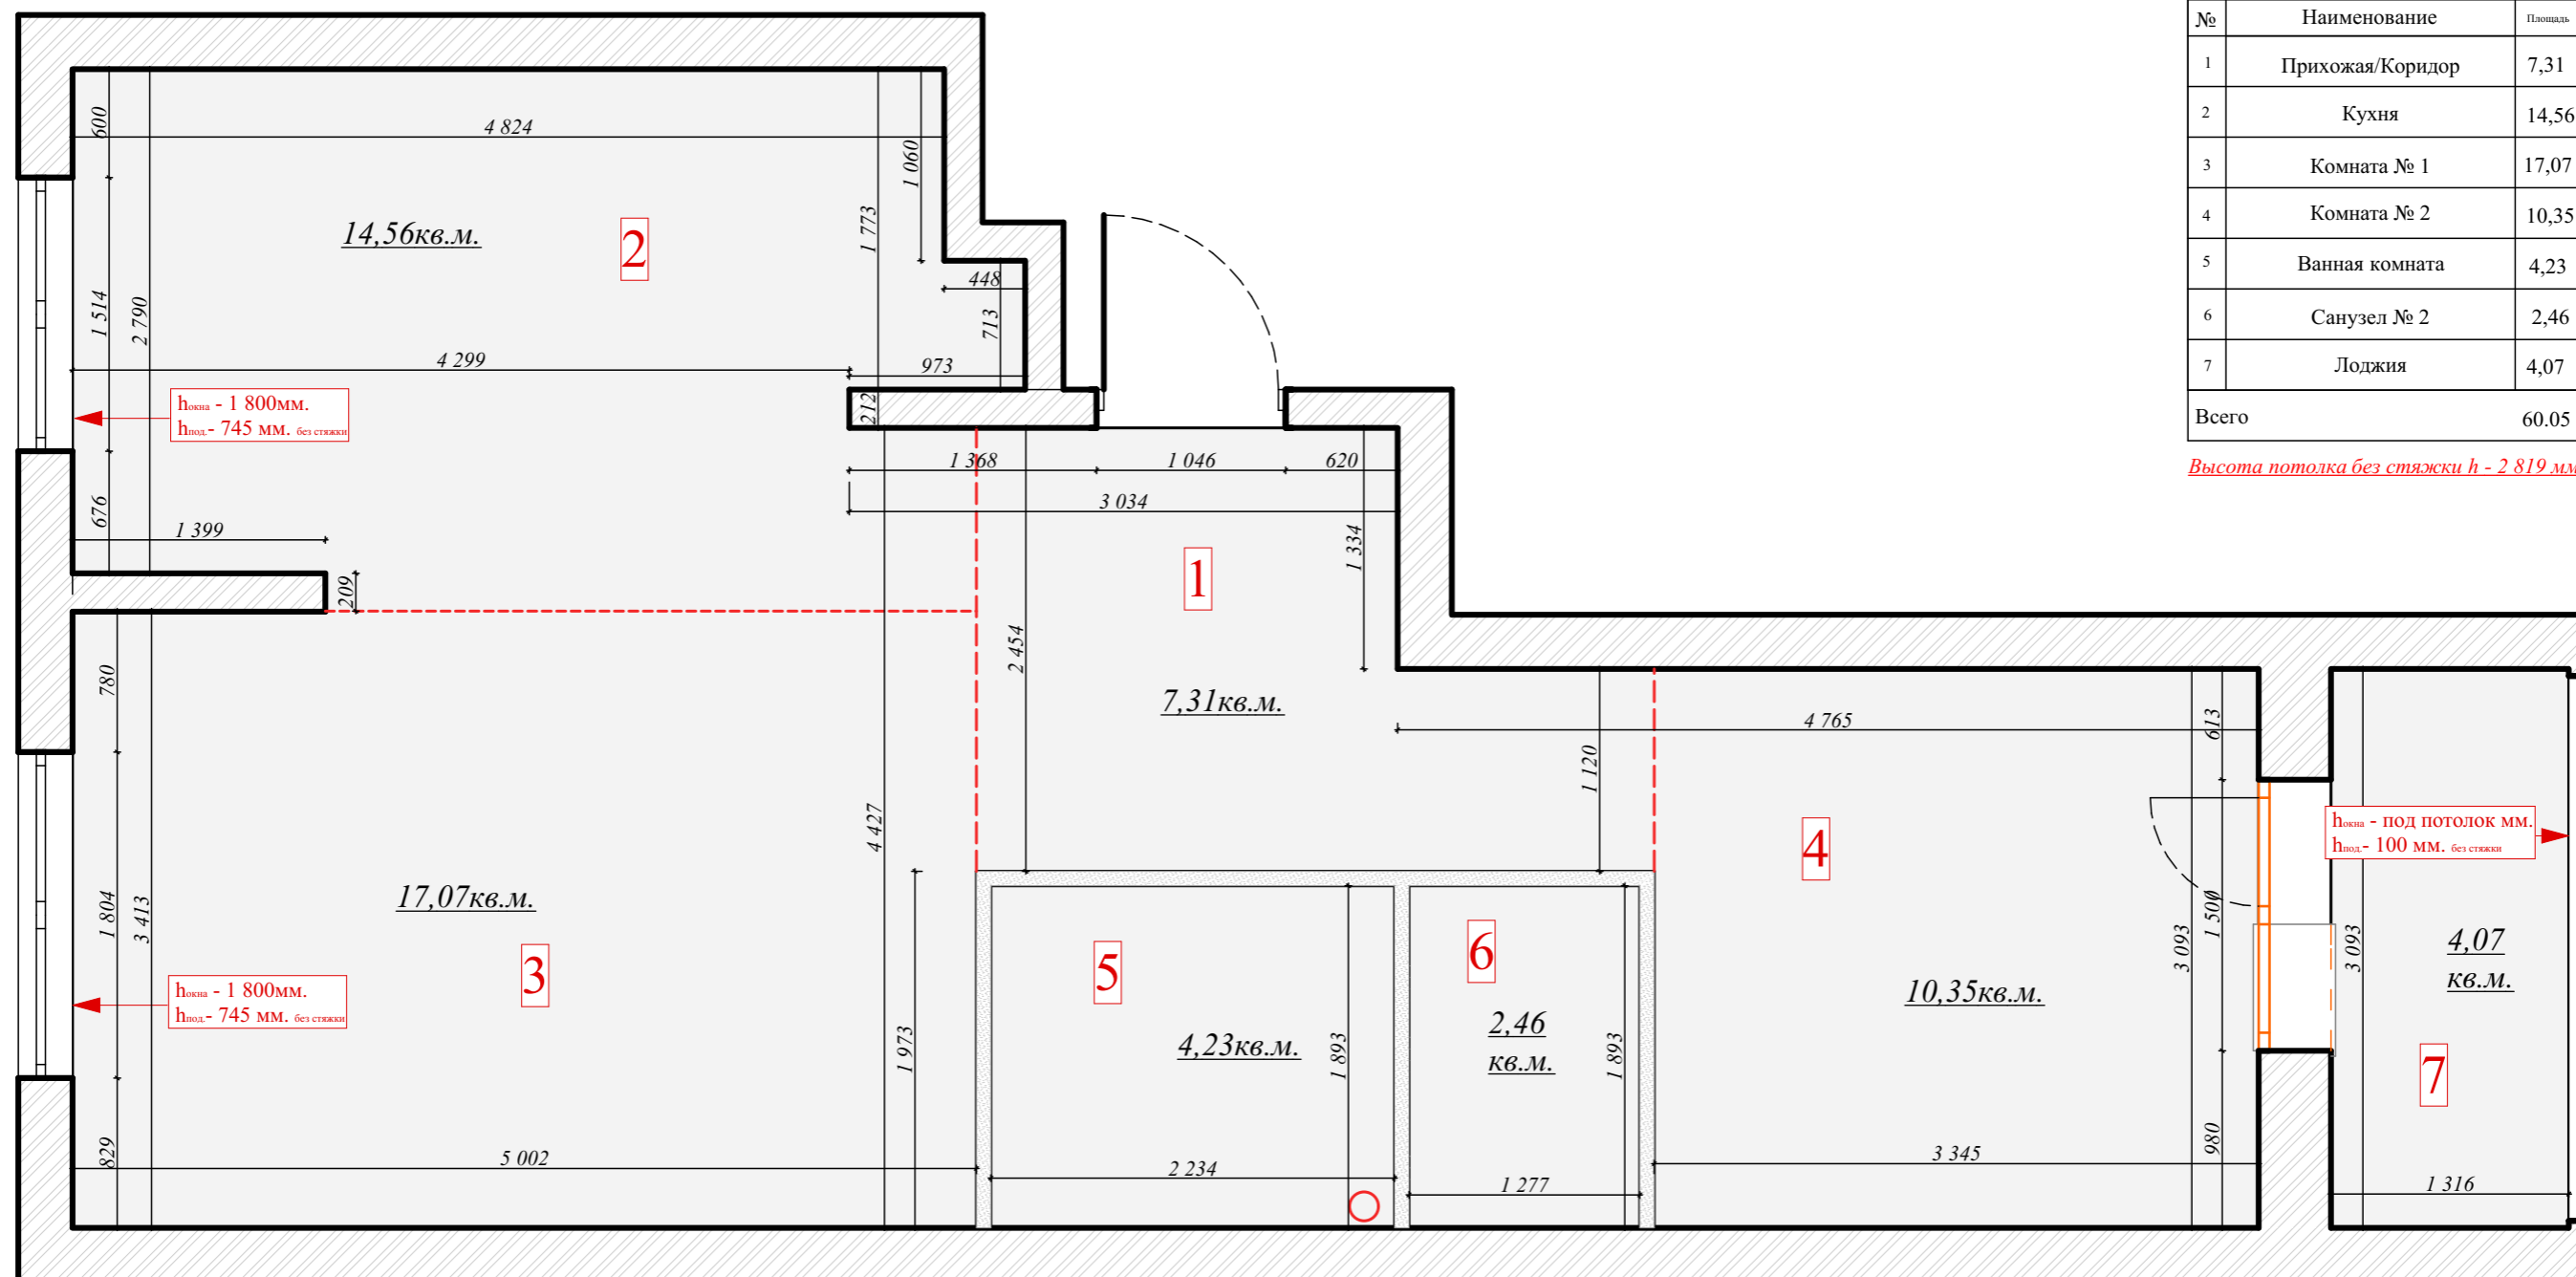 № Наименование Площадь
1 Прихожая/Коридор 7,31
2 Кухня 14,56
3 Комната № 1 17,07
4 Комната № 2 10,35
5 Ванная комната 4,23
6 Санузел № 2 2,46
7 Лоджия 4,07
Всего 60.05
Высота потолка без стяжки h - 2 819 мм
600
4 824
1 060
1 773
14,56кв.м.
2
448
713
1 514
2 790
4 299
973
212
hокна - 1 800мм.
hпод.- 745 мм. без стяжки
676
1 399
209
1 368
1 046
620
3 034
1 334
1
2 454
7,31кв.м.
780
4 765
613
1 120
4 427
4
hокна - под потолок мм.
hпод.- 100 мм. без стяжки
17,07кв.м.
1 804
3 413
3
hокна - 1 800мм.
hпод.- 745 мм. без стяжки
1 973
5
4,23кв.м.
1 893
6
2,46
кв.м.
1 893
10,35кв.м.
3 093
1 500
3 093
4,07
кв.м.
7
829
5 002
2 234
1 277
3 345
980
1 316